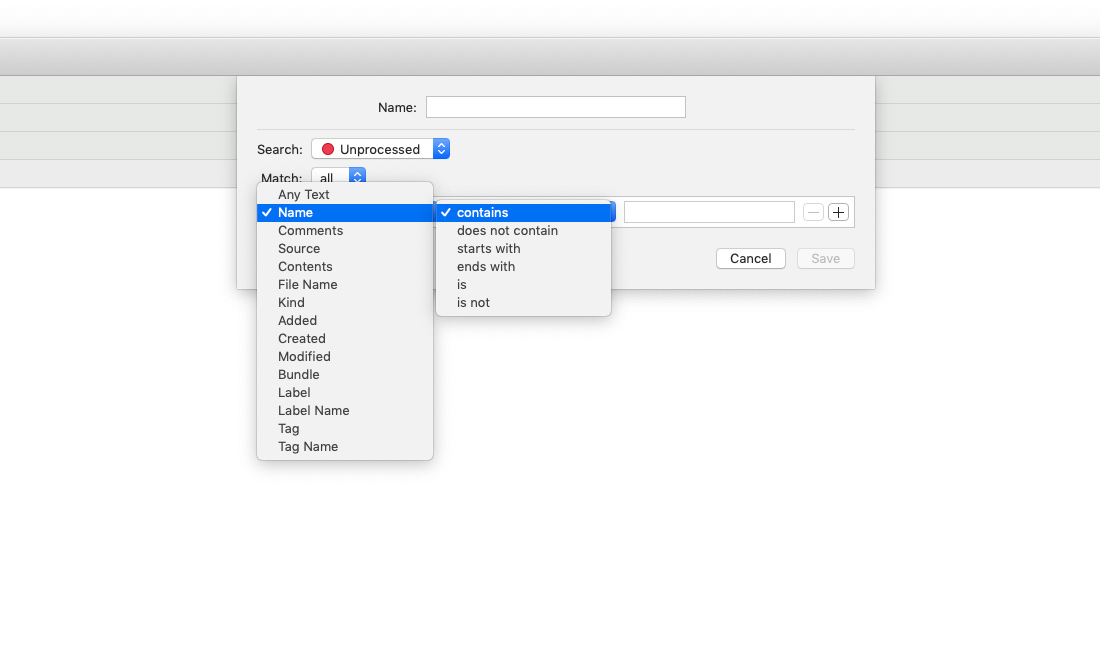 Name:
Search: Unprocessed
Match: all
Any Text
Name
Comments
Source
Contents
File Name
Kind
Added
Created
Modified
Bundle
Label
Label Name
Tag
Tag Name
contains
does not contain
starts with
ends with
is
is not
Cancel
Save